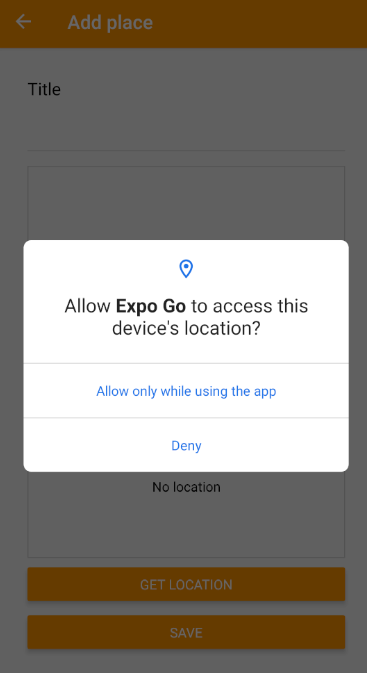 Add place
Title
Allow Expo Go to access this
device's location?
Allow only while using the app
Deny
No location
GET LOCATION
SAVE